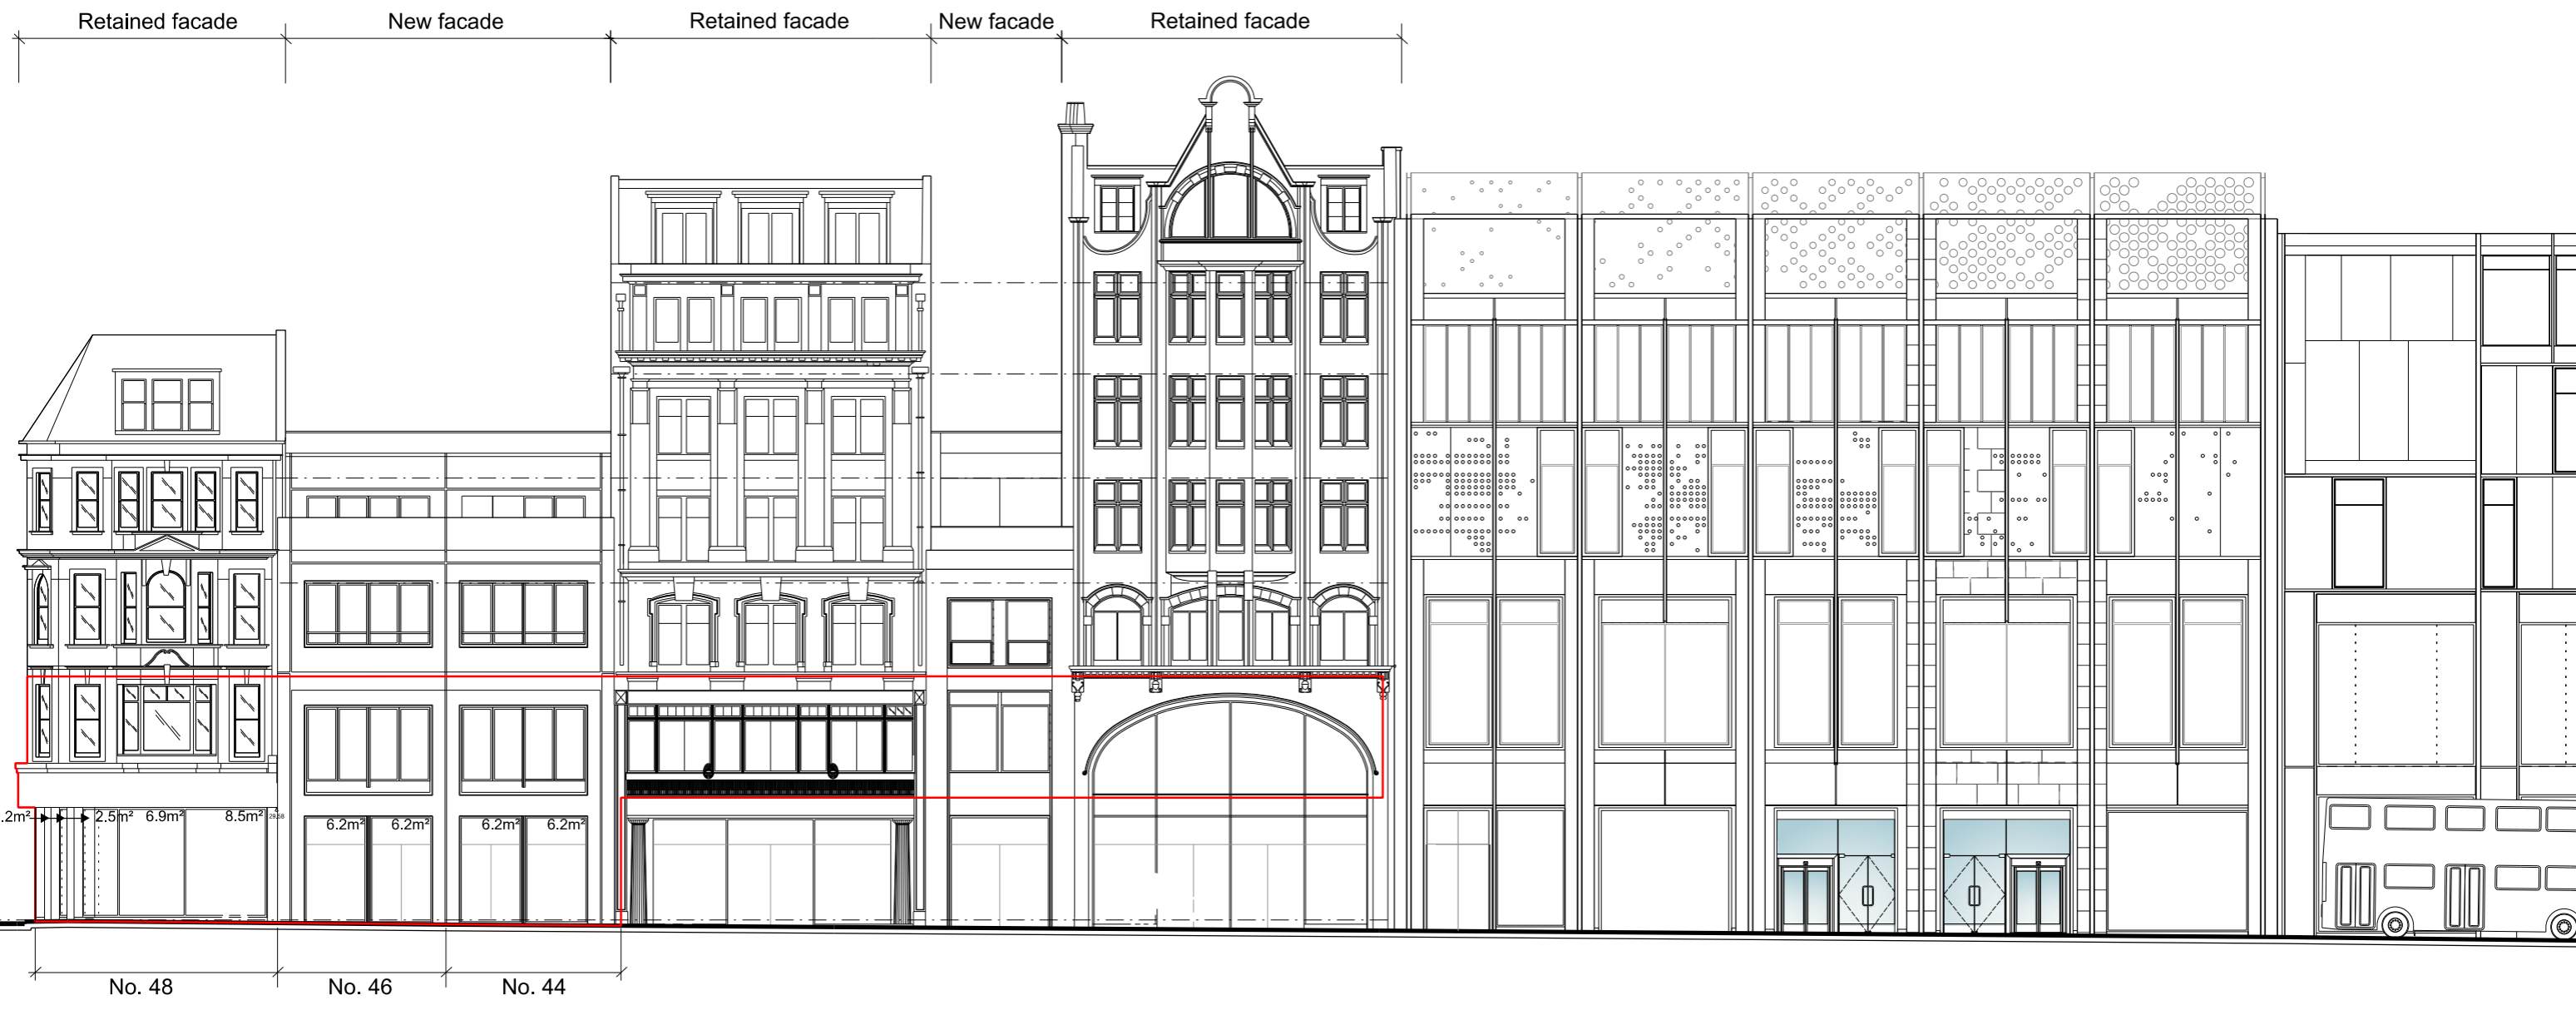 Retained facade
New facade
Retained facade
New facade
Retained facade
.2m²
2.5m²
6.9m²
8.5m²
6.2m²
6.2m²
6.2m²
6.2m²
No. 48
No. 46
No. 44